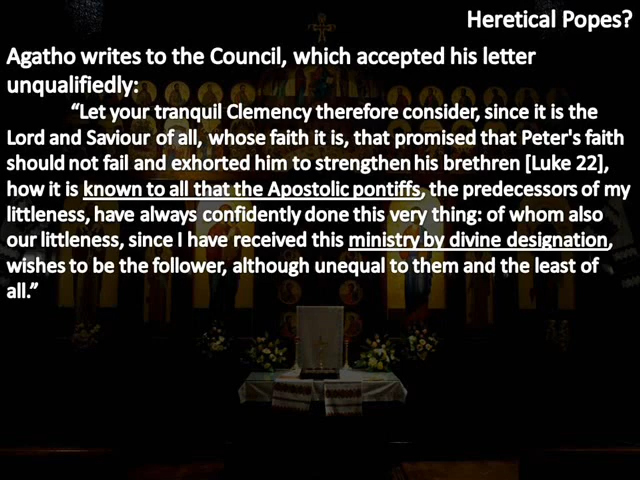 Heretical Popes?
Agatho writes to the Council, which accepted his letter
unqualifiedly:
“Let your tranquil Clemency therefore consider, since it is the
Lord and Saviour of all, whose faith it is, that promised that Peter's faith
should not fail and exhorted him to strengthen his brethren [Luke 22],
how it is known to all that the Apostolic pontiffs, the predecessors of my
littleness, have always confidently done this very thing: of whom also
our littleness, since I have received this ministry by divine designation,
wishes to be the follower, although unequal to them and the least of
all.”